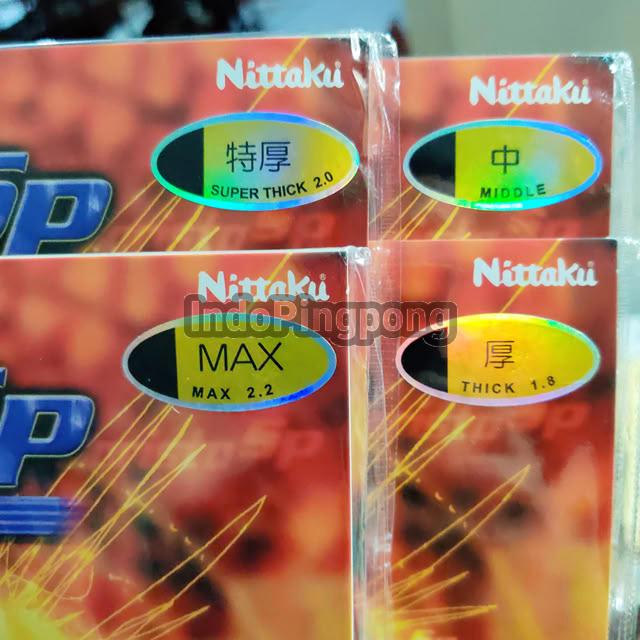 Nittaku
特厚
SUPER THICK 2.0
Nittaku
中
MIDDLE
Nittaku
MAX
MAX 2.2
Nittaku
厚
THICK 1.8
IndoPingpong